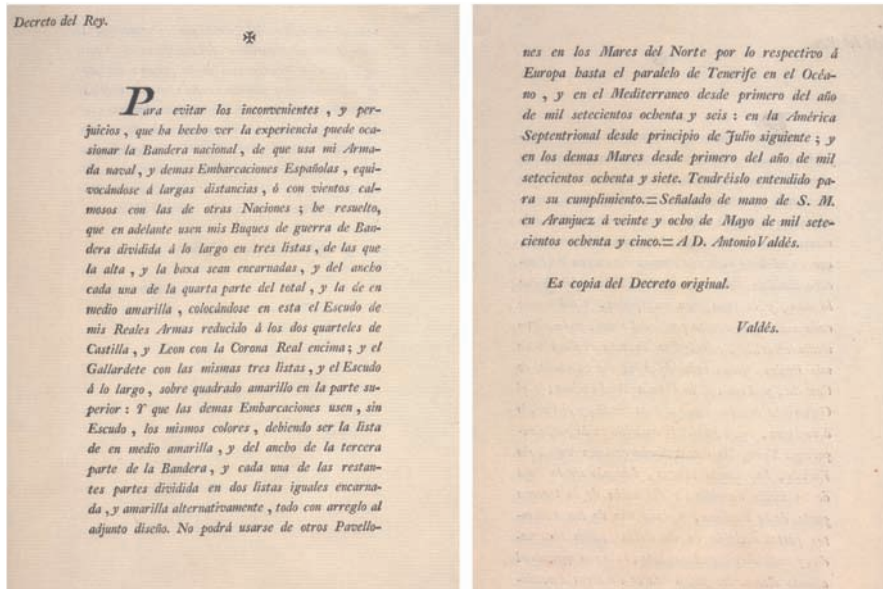 Decreto del Rey.
✠
Para evitar los inconvenientes, y per-
juicios, que ha hecho ver la experiencia puede oca-
sionar la Bandera nacional, de que usa mi Arma-
da naval, y demas Embarcaciones Españolas, equi-
vocándose á largas distancias, ó con vientos cal-
mosos con las de otras Naciones; he resuelto,
que en adelante usen mis Buques de guerra de Ban-
dera dividida á lo largo en tres listas, de las que
la alta, y la baxa sean encarnadas, y del ancho
cada una de la quarta parte del total, y la de en
medio amarilla, colocándose en esta el Escudo de
mis Reales Armas reducido á los dos quarteles de
Castilla, y Leon con la Corona Real encima; y el
Gallardete con las mismas tres listas, y el Escudo
á lo largo, sobre quadrado amarillo en la parte su-
perior: Y que las demas Embarcaciones usen, sin
Escudo, los mismos colores, debiendo ser la lista
de en medio amarilla, y del ancho de la tercera
parte de la Bandera, y cada una de las restan-
tes partes dividida en dos listas iguales encarna-
da, y amarilla alternativamente, todo con arreglo al
adjunto diseño. No podrá usarse de otros Pavello-
nes en los Mares del Norte por lo respectivo á
Europa hasta el paralelo de Tenerife en el Océa-
no, y en el Mediterraneo desde primero del año
de mil setecientos ochenta y seis: en la América
Septentrional desde principio de Julio siguiente; y
en los demas Mares desde primero del año de mil
setecientos ochenta y siete. Tendréislo entendido pa-
ra su cumplimiento.=Señalado de mano de S. M.
en Aranjuez á veinte y ocho de Mayo de mil sete-
cientos ochenta y cinco.=A D. Antonio Valdés.
Es copia del Decreto original.
Valdés.